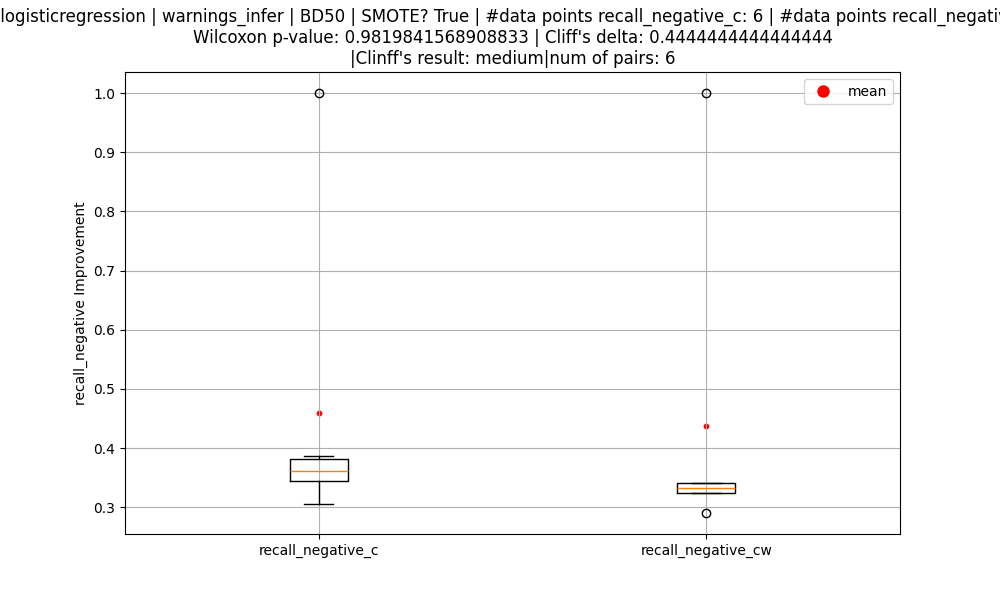 logisticregression | warnings_infer | BD50 | SMOTE? True | #data points recall_negative_c: 6 | #data points
Wilcoxon p-value: 0.9819841568908833 | Cliff's delta: 0.4444444444444444
|Clinff's result: medium|num of pairs: 6
mean
1.0
0.9
0.8
0.7
0.6
0.5
0.4
0.3
recall_negative Improvement
recall_negative_c
recall_negative_cw